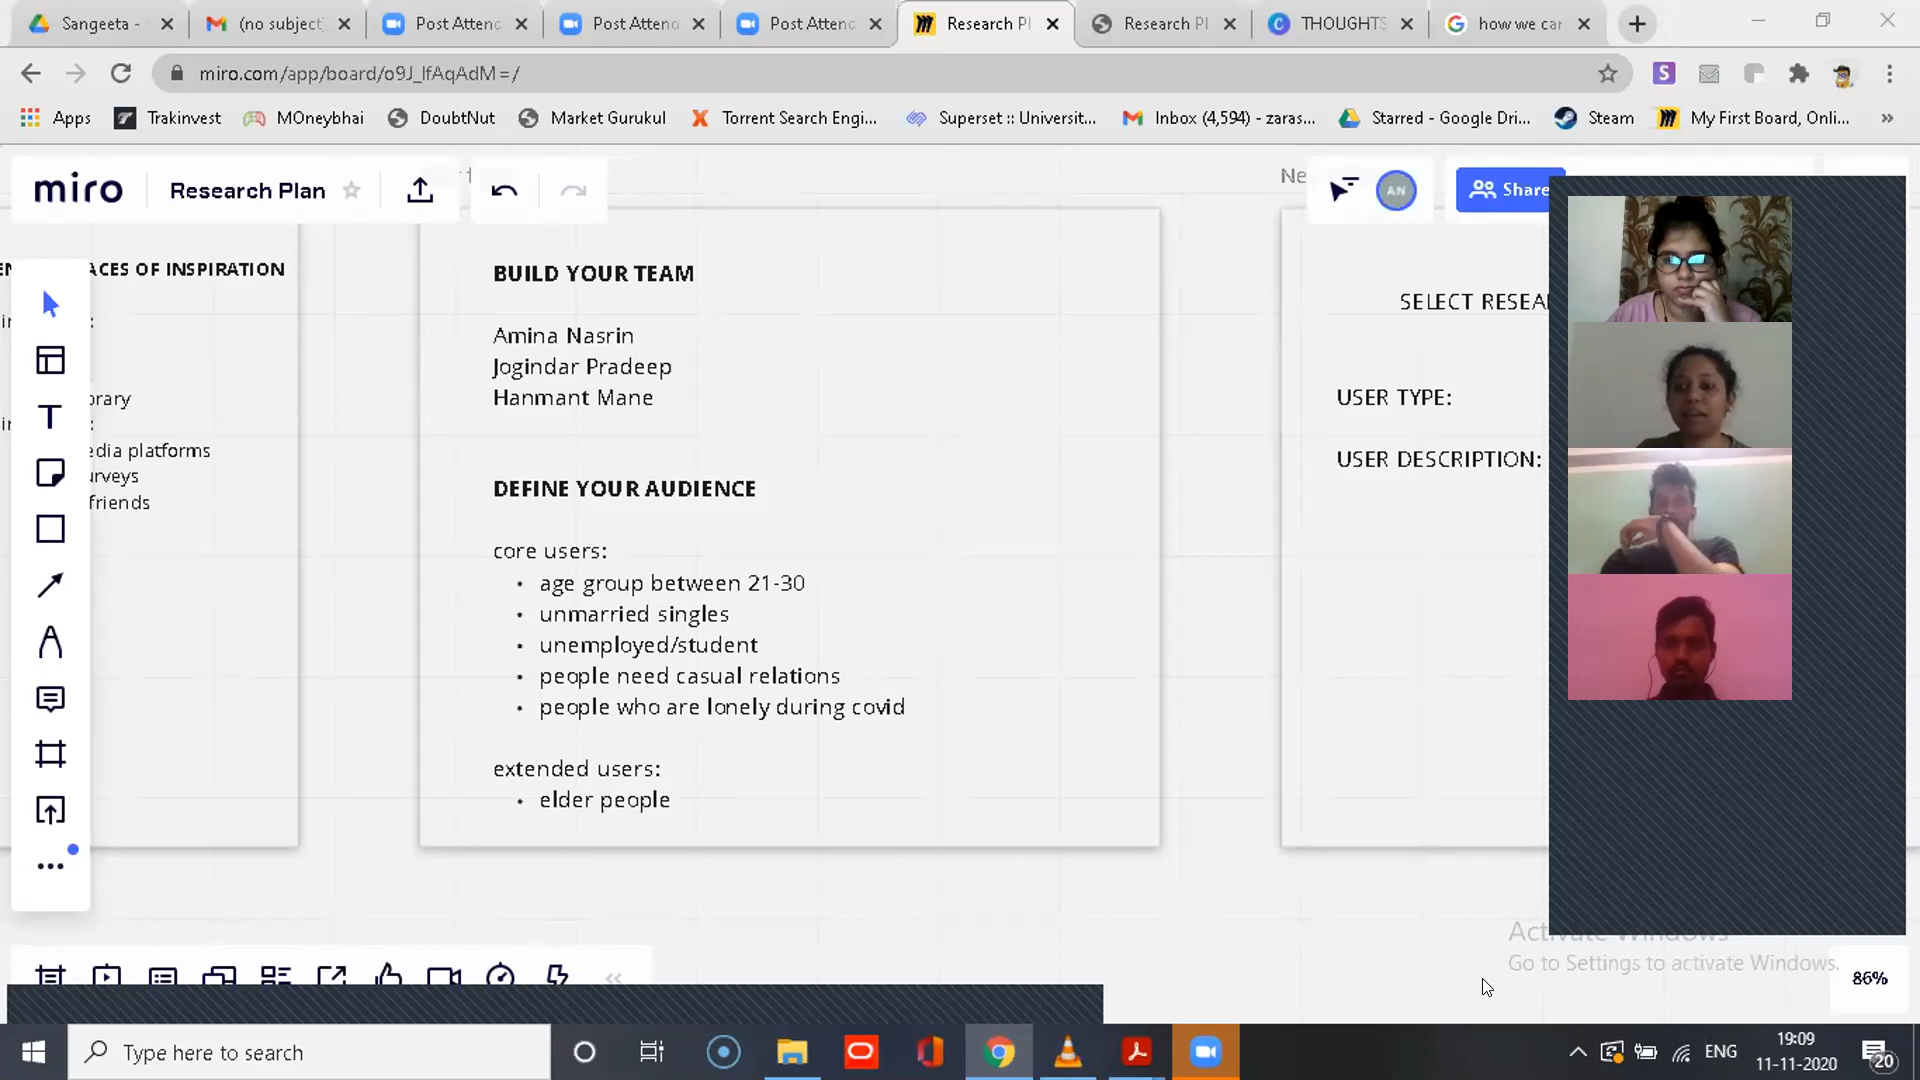 Sangeeta -
(no subject
Post Attend
Post Attend
Post Attend
Research Pl
Research Pl
THOUGHTS
how we car
miro.com/app/board/o9J_lfAqAdM=/
Apps
Trakinvest
MOneybhai
DoubtNut
Market Gurukul
Torrent Search Engi...
Superset :: Universit...
Inbox (4,594) - zaras...
Starred - Google Dri...
Steam
My First Board, Onli...
»
miro
Research Plan
Ne
AN
Share
ACES OF INSPIRATION
brary
edia platforms
urveys
friends
BUILD YOUR TEAM
Amina Nasrin
Jogindar Pradeep
Hanmant Mane
DEFINE YOUR AUDIENCE
core users:
• age group between 21-30
• unmarried singles
• unemployed/student
• people need casual relations
• people who are lonely during covid
extended users:
• elder people
SELECT RESEA
USER TYPE:
USER DESCRIPTION:
Go to Settings to activate Windows.
86%
Type here to search
ENG
19:09
11-11-2020
20